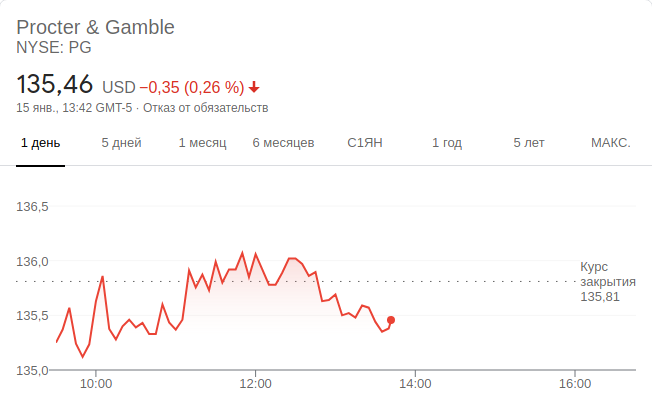 Procter & Gamble
NYSE: PG
135,46 USD −0,35 (0,26 %)
15 янв., 13:42 GMT-5 · Отказ от обязательств
1 день 5 дней 1 месяц 6 месяцев С1ЯН 1 год 5 лет МАКС.
136,5
136,0
Курс
закрытия
135,81
135,5
135,0
10:00 12:00 14:00 16:00